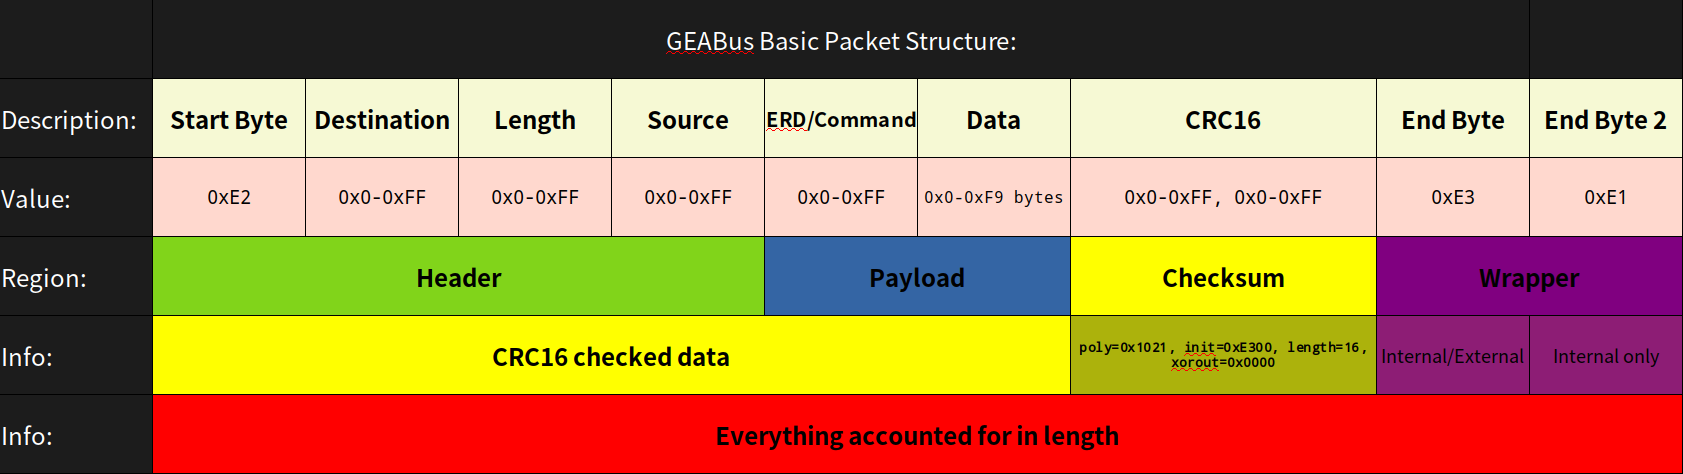 GEABus Basic Packet Structure:
Description: Start Byte Destination Length Source ERD/Command Data CRC16 End Byte End Byte 2
Value: 0xE2 0x0-0xFF 0x0-0xFF 0x0-0xFF 0x0-0xFF 0x0-0xF9 bytes 0x0-0xFF, 0x0-0xFF 0xE3 0xE1
Region: Header Payload Checksum Wrapper
Info: CRC16 checked data poly=0x1021, init=0xE300, length=16, xorout=0x0000 Internal/External Internal only
Info: Everything accounted for in length